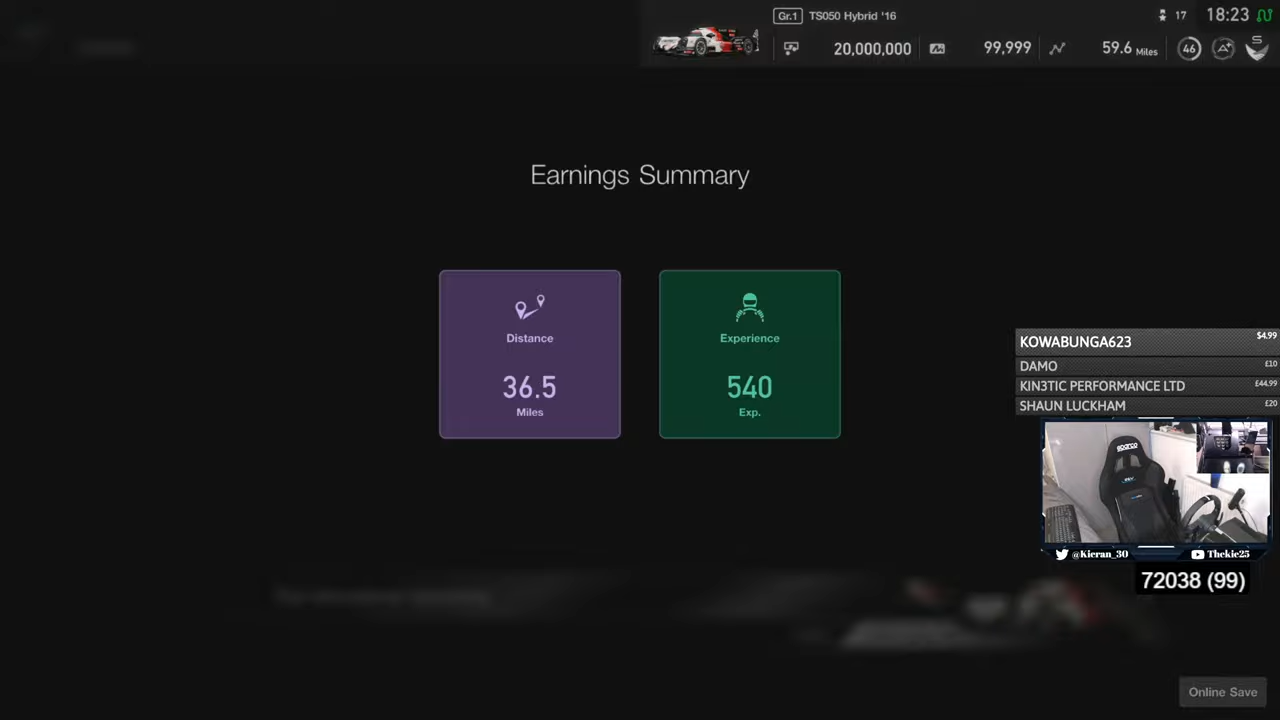 Gr.1 TS050 Hybrid '16
17 18:23
20,000,000 99,999 59.6 Miles 46 S
Earnings Summary
Distance
36.5
Miles
Experience
540
Exp.
KOWABUNGA623 $4.99
DAMO £10
KIN3TIC PERFORMANCE LTD £44.99
SHAUN LUCKHAM £20
sparco
@Kieran_30 Thekie25
72038 (99)
Online Save